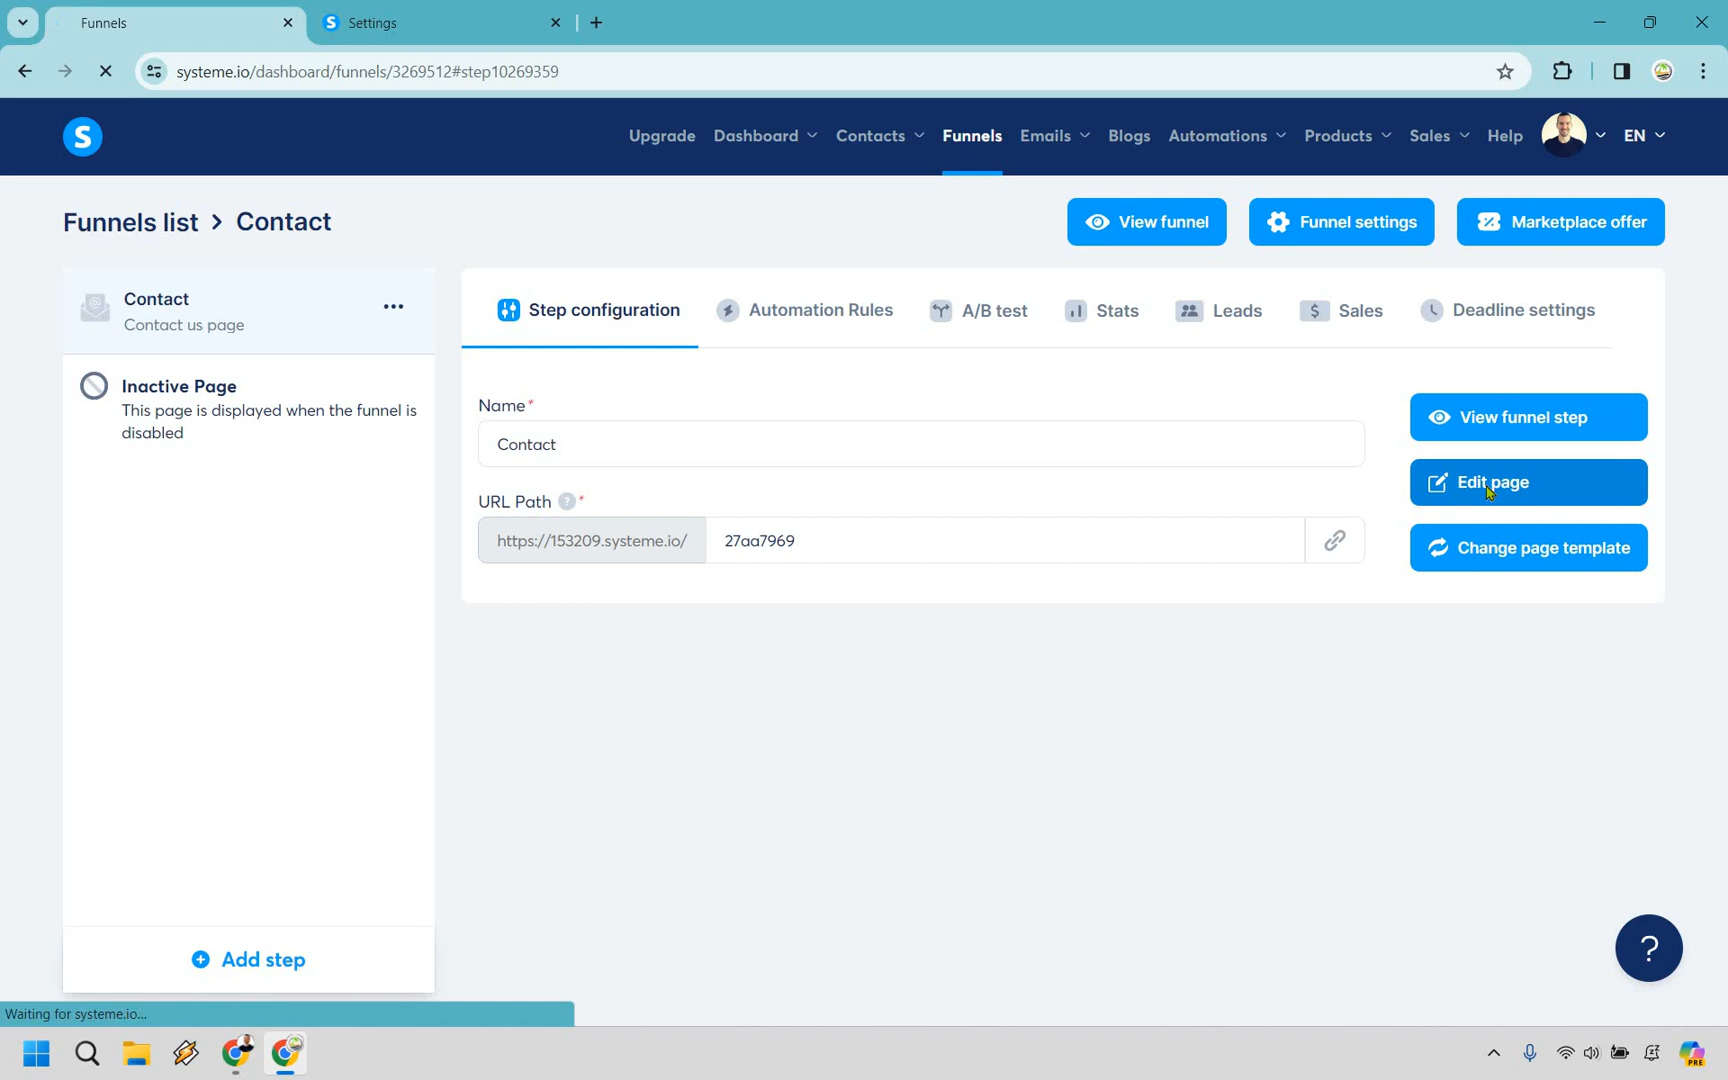 Funnels
S Settings
systeme.io/dashboard/funnels/3269512#step10269359
S
Upgrade Dashboard Contacts Funnels Emails Blogs Automations Products Sales Help EN
Funnels list > Contact
View funnel
Funnel settings
Marketplace offer
Contact
Contact us page
Inactive Page
This page is displayed when the funnel is
disabled
Add step
Step configuration
Automation Rules
A/B test
Stats
Leads
$ Sales
Deadline settings
Name*
Contact
URL Path ? *
https://153209.systeme.io/ 27aa7969
View funnel step
Edit page
Change page template
?
Waiting for systeme.io...
PRE